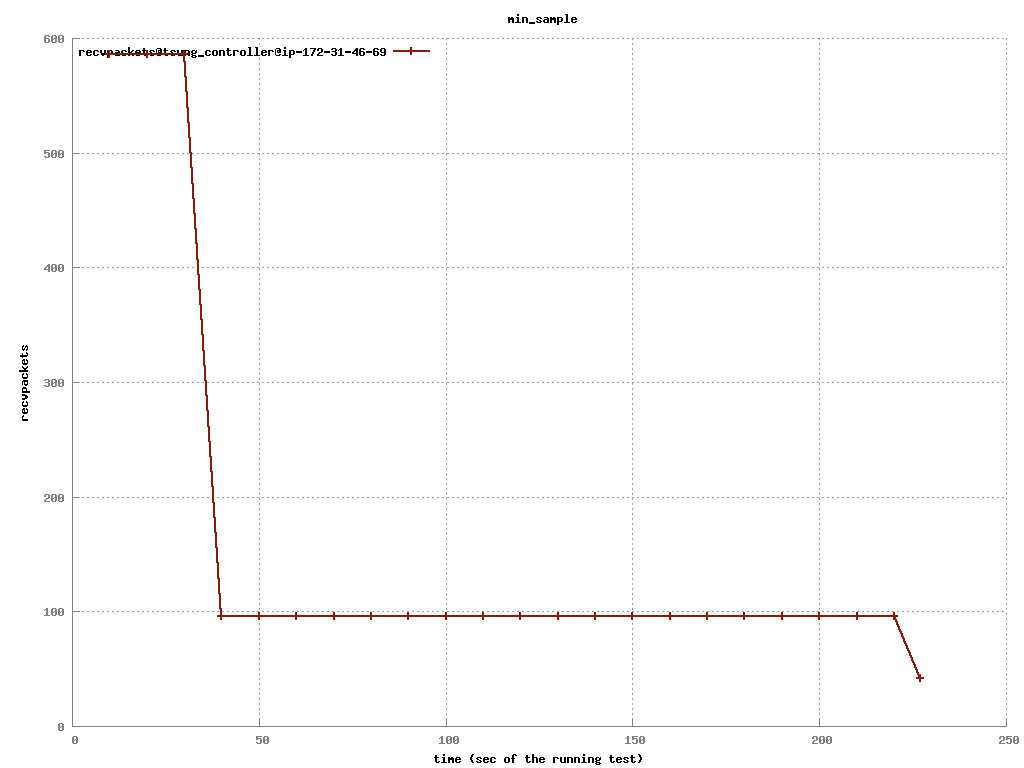 min_sample
600
recvpackets@tsung_controller@ip-172-31-46-69
500
400
300
recvpackets
200
100
0
0 50 100 150 200 250
time (sec of the running test)